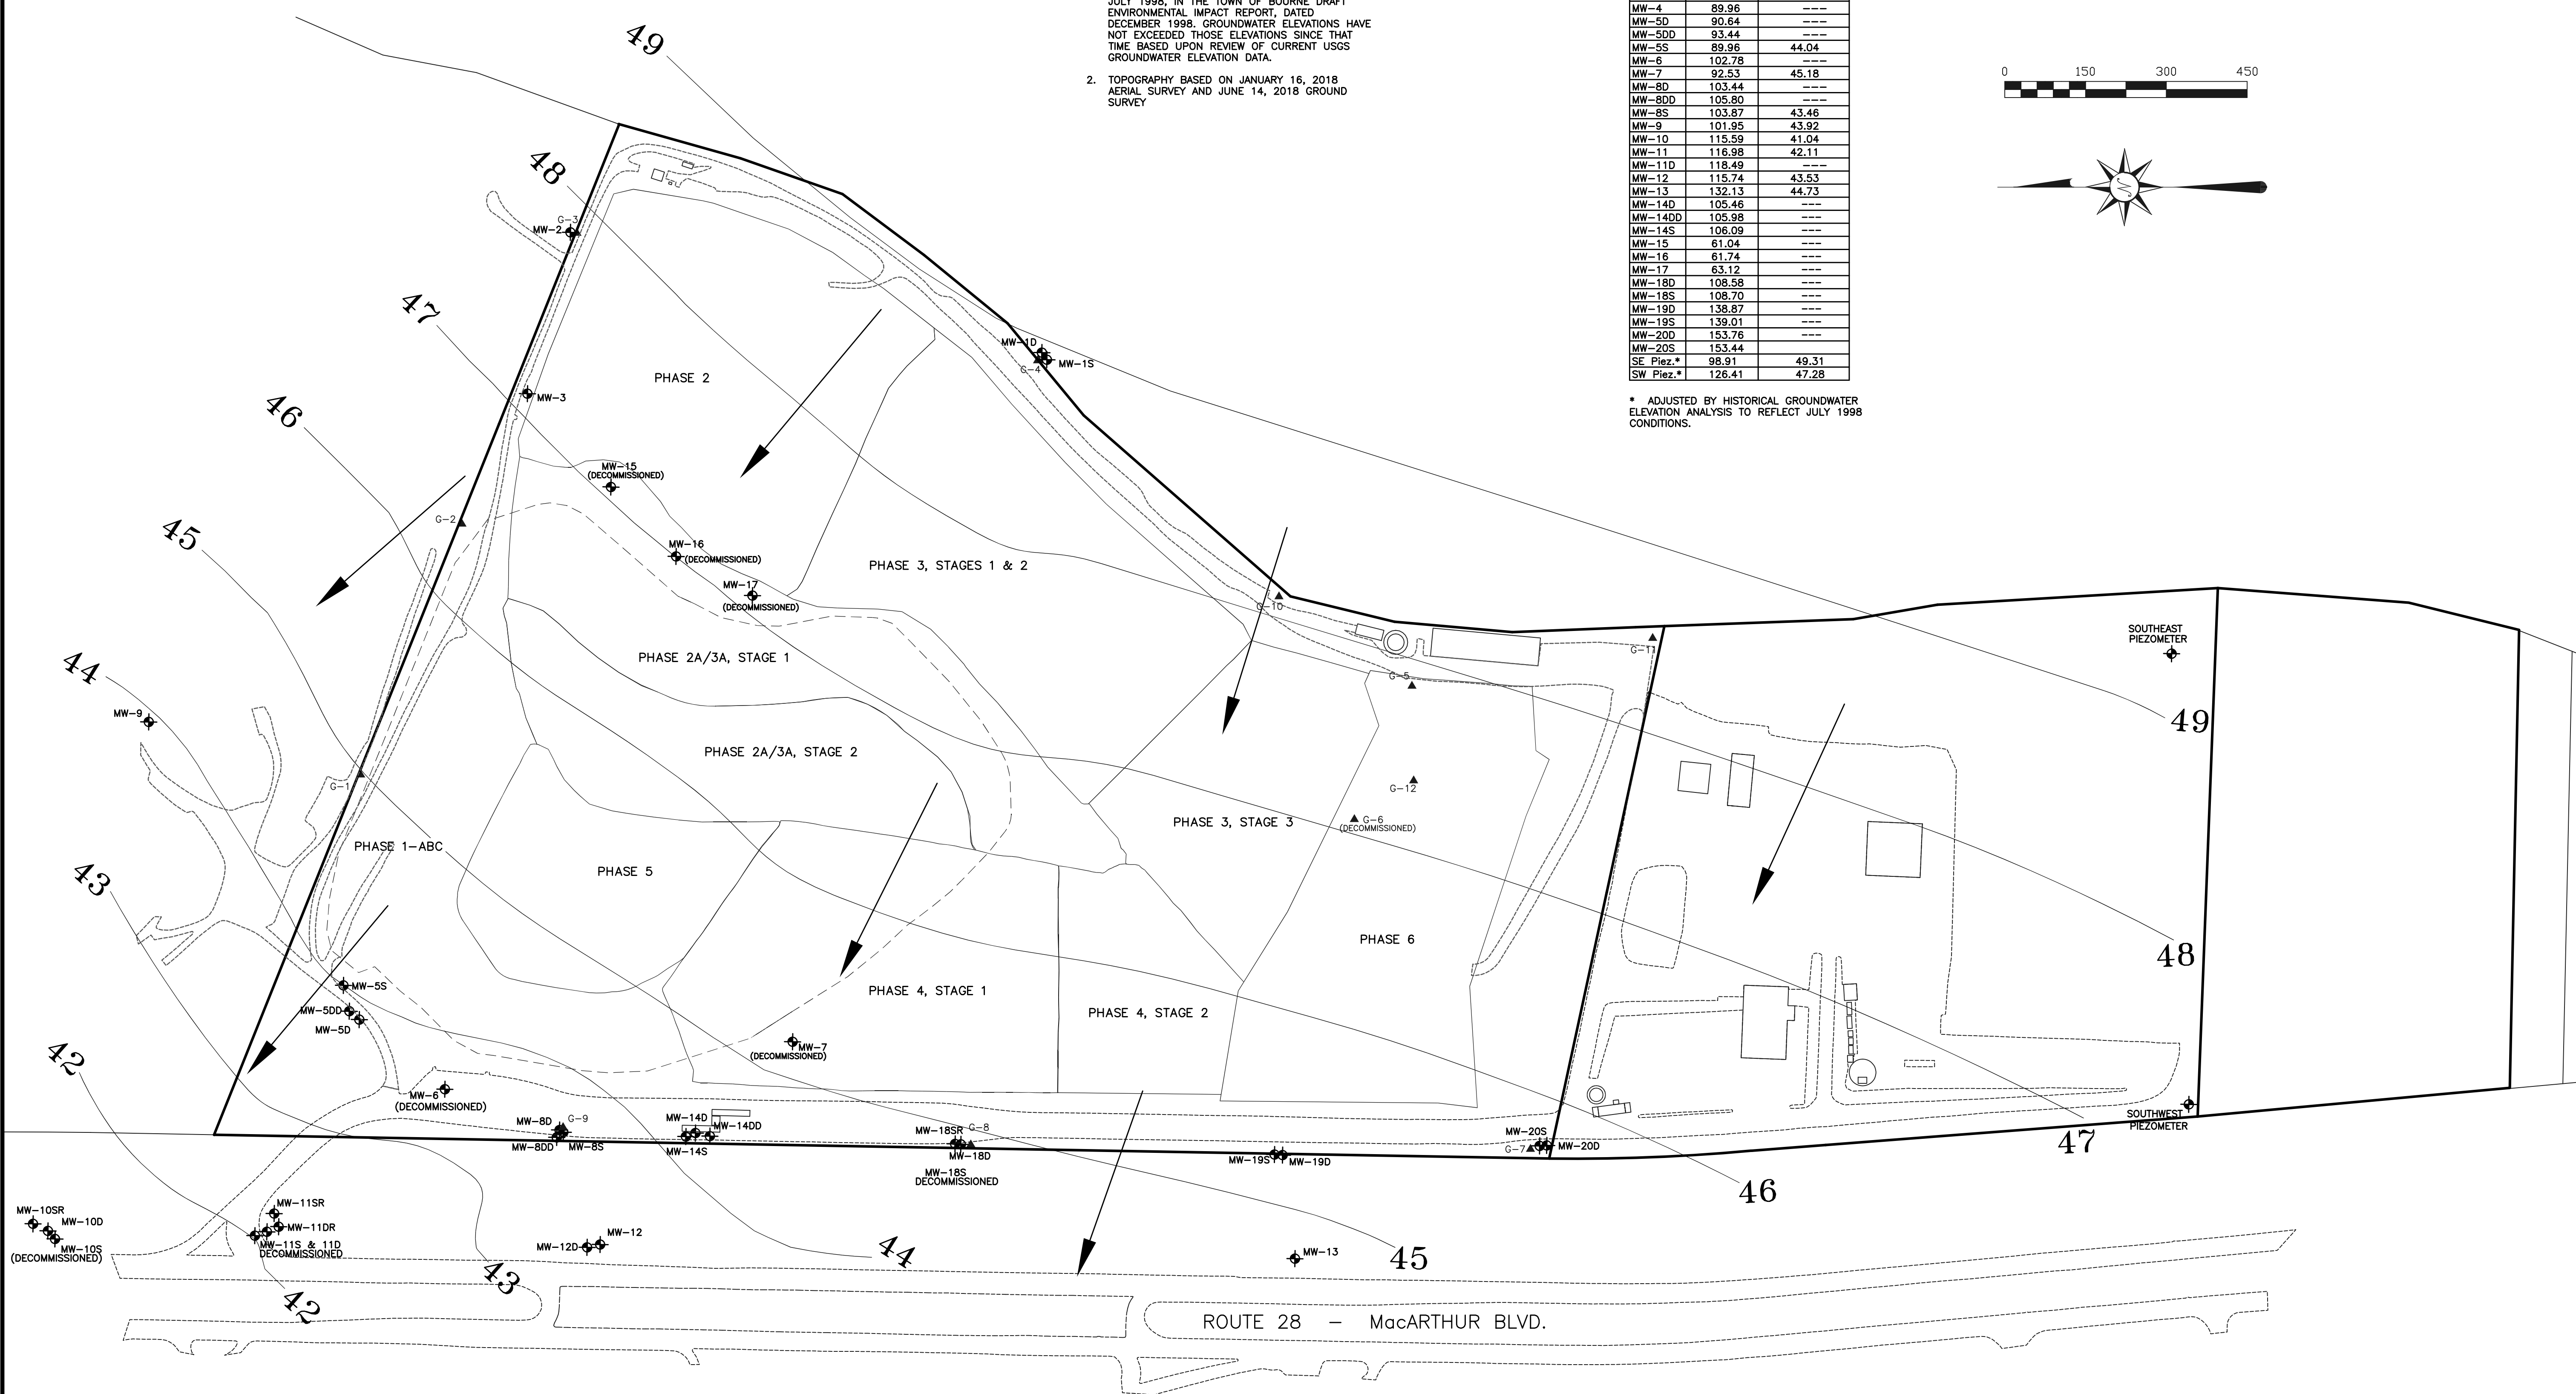 JULY 1998, IN THE TOWN OF BOURNE DRAFT
ENVIRONMENTAL IMPACT REPORT, DATED
DECEMBER 1998. GROUNDWATER ELEVATIONS HAVE
NOT EXCEEDED THOSE ELEVATIONS SINCE THAT
TIME BASED UPON REVIEW OF CURRENT USGS
GROUNDWATER ELEVATION DATA.
2. TOPOGRAPHY BASED ON JANUARY 16, 2018
AERIAL SURVEY AND JUNE 14, 2018 GROUND
SURVEY
MW-4 89.96 ---
MW-5D 90.64 ---
MW-5DD 93.44 ---
MW-5S 89.96 44.04
MW-6 102.78 ---
MW-7 92.53 45.18
MW-8D 103.44 ---
MW-8DD 105.80 ---
MW-8S 103.87 43.46
MW-9 101.95 43.92
MW-10 115.59 41.04
MW-11 116.98 42.11
MW-11D 118.49 ---
MW-12 115.74 43.53
MW-13 132.13 44.73
MW-14D 105.46 ---
MW-14DD 105.98 ---
MW-14S 106.09 ---
MW-15 61.04 ---
MW-16 61.74 ---
MW-17 63.12 ---
MW-18D 108.58 ---
MW-18S 108.70 ---
MW-19D 138.87 ---
MW-19S 139.01 ---
MW-20D 153.76 ---
MW-20S 153.44
SE Piez.* 98.91 49.31
SW Piez.* 126.41 47.28
* ADJUSTED BY HISTORICAL GROUNDWATER
ELEVATION ANALYSIS TO REFLECT JULY 1998
CONDITIONS.
0 150 300 450
49
48
47
46
45
44
43
42
G-3
MW-2
MW-3
PHASE 2
MW-1D
MW-1S
G-4
MW-15
(DECOMMISSIONED)
G-2
MW-16
(DECOMMISSIONED)
MW-17
(DECOMMISSIONED)
PHASE 3, STAGES 1 & 2
G-10
G-11
G-5
SOUTHEAST
PIEZOMETER
PHASE 2A/3A, STAGE 1
MW-9
49
PHASE 2A/3A, STAGE 2
G-1
G-12
G-6
(DECOMMISSIONED)
PHASE 3, STAGE 3
PHASE 1-ABC
PHASE 5
PHASE 6
48
MW-5S
MW-5DD
MW-5D
PHASE 4, STAGE 1
PHASE 4, STAGE 2
MW-7
(DECOMMISSIONED)
MW-6
(DECOMMISSIONED)
MW-8D
G-9
MW-8DD
MW-8S
MW-14D
MW-14DD
MW-14S
MW-18SR
G-8
MW-18D
MW-18S
DECOMMISSIONED
MW-19S
MW-19D
MW-20S
G-7
MW-20D
SOUTHWEST
PIEZOMETER
47
46
MW-10SR
MW-10D
MW-10S
(DECOMMISSIONED)
MW-11SR
MW-11DR
MW-11S & 11D
DECOMMISSIONED
MW-12
MW-12D
MW-13
45
44
43
42
ROUTE 28 - MacARTHUR BLVD.